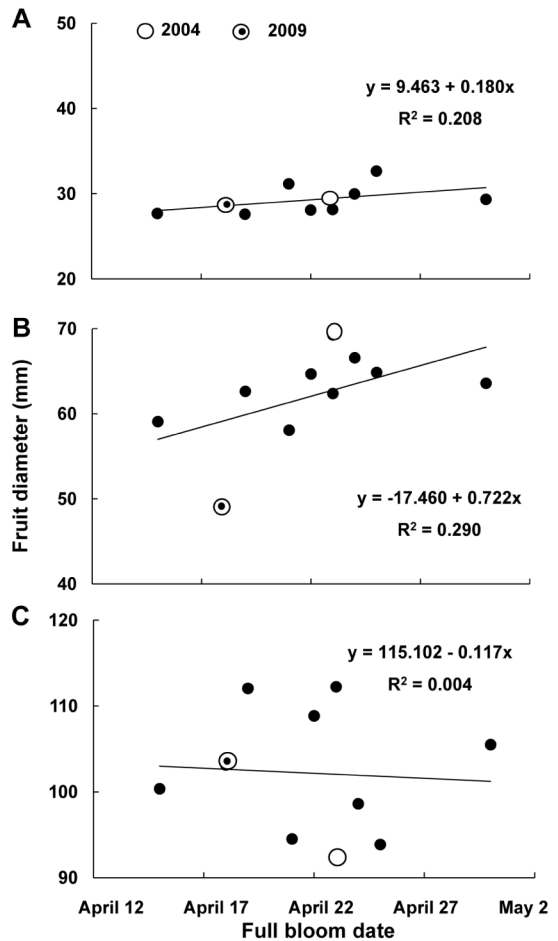 A
50
2004
2009
y = 9.463 + 0.180x
R² = 0.208
40
30
20
B
70
60
50
y = -17.460 + 0.722x
R² = 0.290
40
Fruit diameter (mm)
C
120
y = 115.102 - 0.117x
R² = 0.004
110
100
90
April 12 April 17 April 22 April 27 May 2
Full bloom date